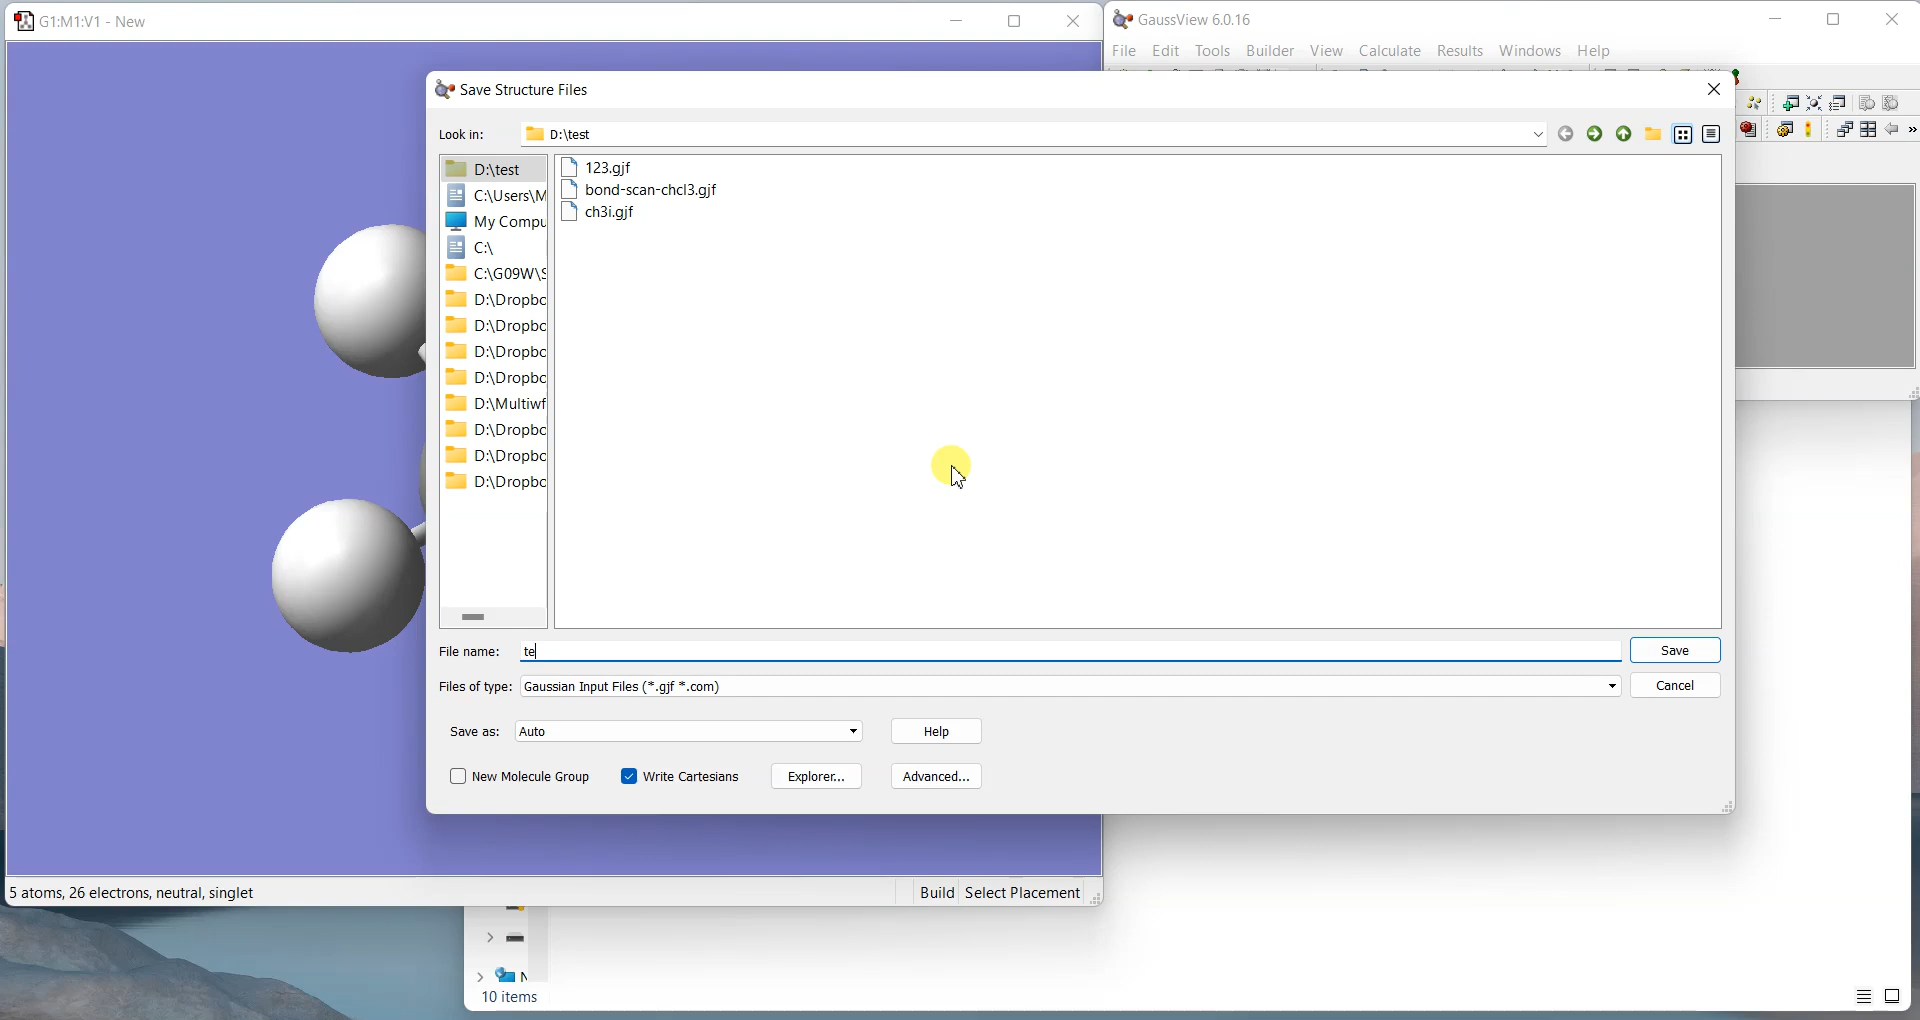 G1:M1:V1 - New
GaussView 6.0.16
File Edit Tools Builder View Calculate Results Windows Help
Save Structure Files
Look in: D:\test
D:\test
C:\Users\M
My Compu
C:\
C:\G09W\S
D:\Dropbo
D:\Dropbo
D:\Dropbo
D:\Dropbo
D:\Multiwf
D:\Dropbo
D:\Dropbo
D:\Dropbo
123.gjf
bond-scan-chcl3.gjf
ch3i.gjf
File name: te Save
Files of type: Gaussian Input Files (*.gjf *.com) Cancel
Save as: Auto Help
New Molecule Group Write Cartesians Explorer... Advanced...
5 atoms, 26 electrons, neutral, singlet Build Select Placement
N
10 items